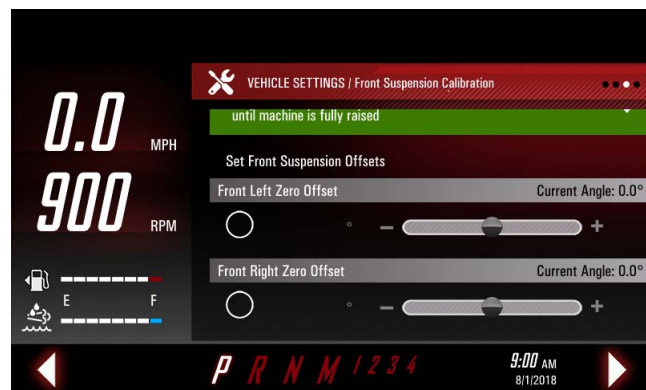 VEHICLE SETTINGS / Front Suspension Calibration
until machine is fully raised
0.0 MPH
Set Front Suspension Offsets
Front Left Zero Offset Current Angle: 0.0°
900 RPM
° − +
Front Right Zero Offset Current Angle: 0.0°
E F
° − +
P R N M 1 2 3 4
9:00 AM
8/1/2018